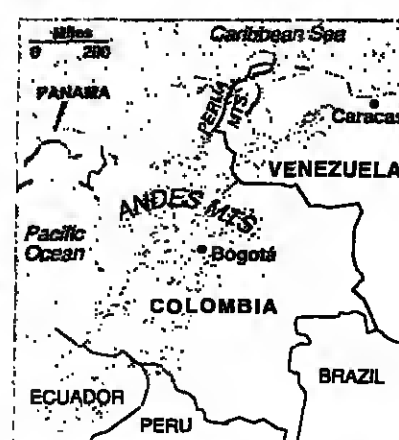 Miles
0 200
Caribbean Sea
PANAMA
PERIJA
MTS.
Caracas
VENEZUELA
ANDES MTS
Pacific
Ocean
Bogotá
COLOMBIA
BRAZIL
ECUADOR
PERU